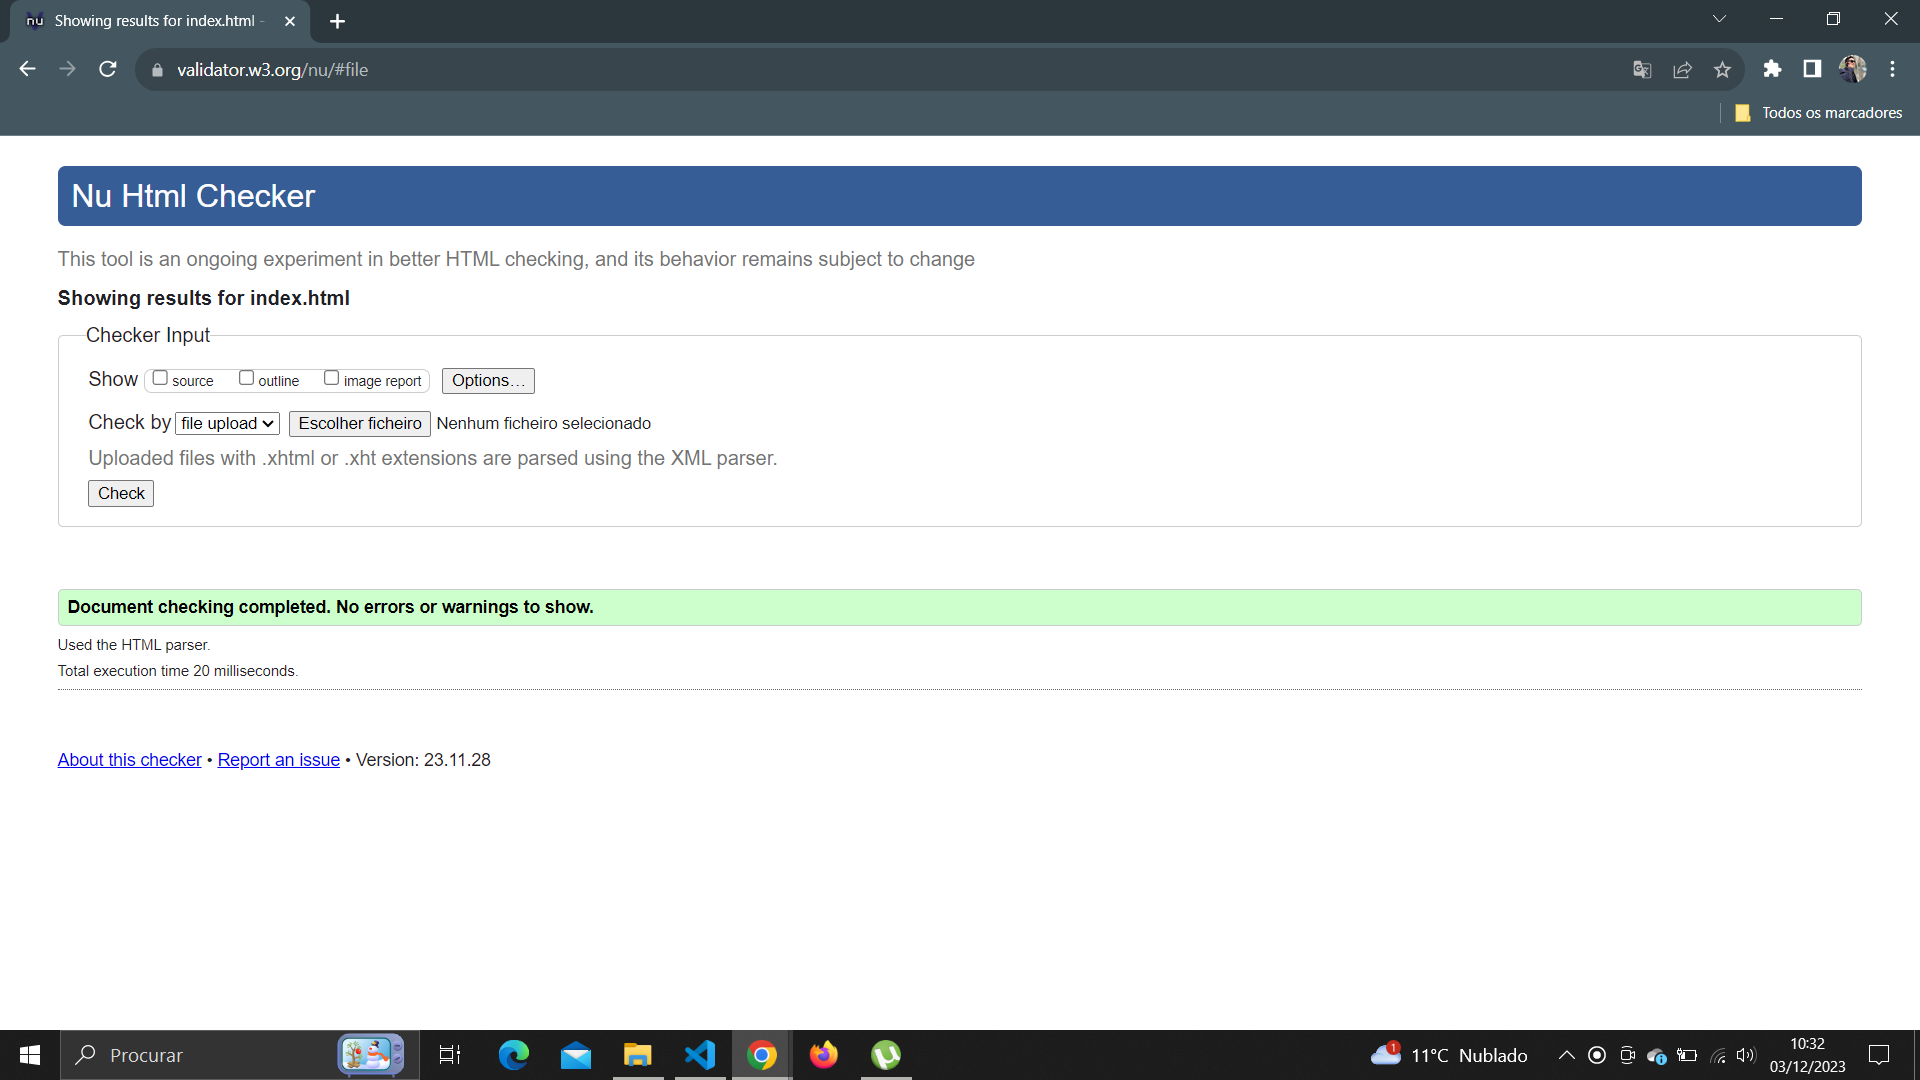 nu Showing results for index.html -
validator.w3.org/nu/#file
Todos os marcadores
Nu Html Checker
This tool is an ongoing experiment in better HTML checking, and its behavior remains subject to change
Showing results for index.html
Checker Input
Show source outline image report Options…
Check by file upload Escolher ficheiro Nenhum ficheiro selecionado
Uploaded files with .xhtml or .xht extensions are parsed using the XML parser.
Check
Document checking completed. No errors or warnings to show.
Used the HTML parser.
Total execution time 20 milliseconds.
About this checker • Report an issue • Version: 23.11.28
Procurar
1
11°C Nublado
10:32
03/12/2023